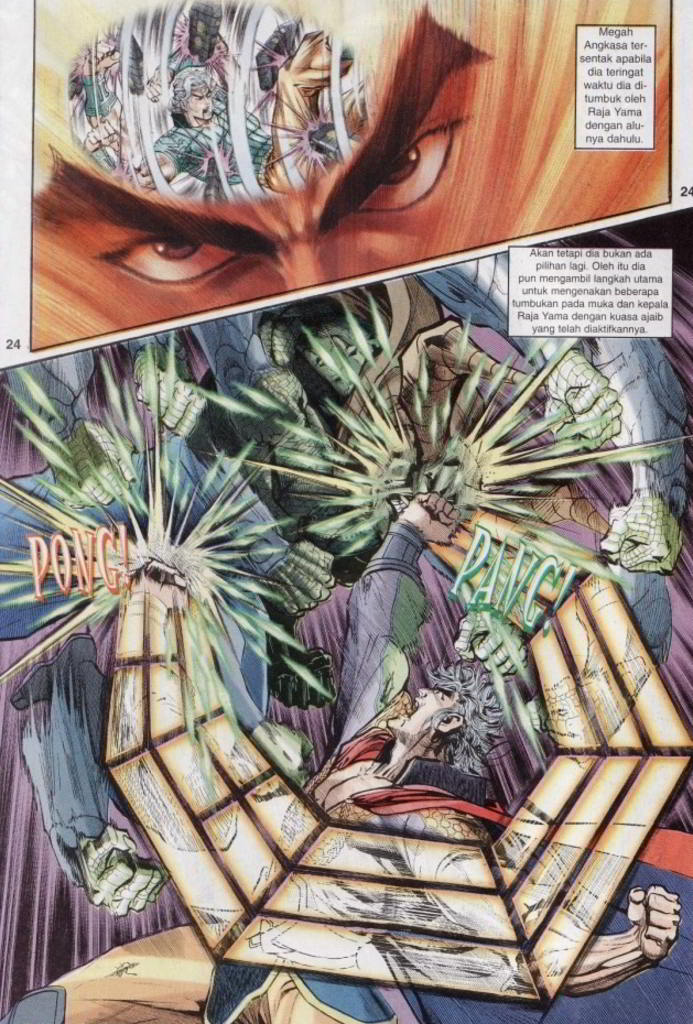 Megah
Angkasa ter-
sentak apabila
dia teringat
waktu dia di-
tumbuk oleh
Raja Yama
dengan alu-
nya dahulu.
24
Akan tetapi dia bukan ada
pilihan lagi. Oleh itu dia
pun mengambil langkah utama
untuk mengenakan beberapa
tumbukan pada muka dan kepala
Raja Yama dengan kuasa ajaib
yang telah diaktifkannya.
24
PONG!
PANG!